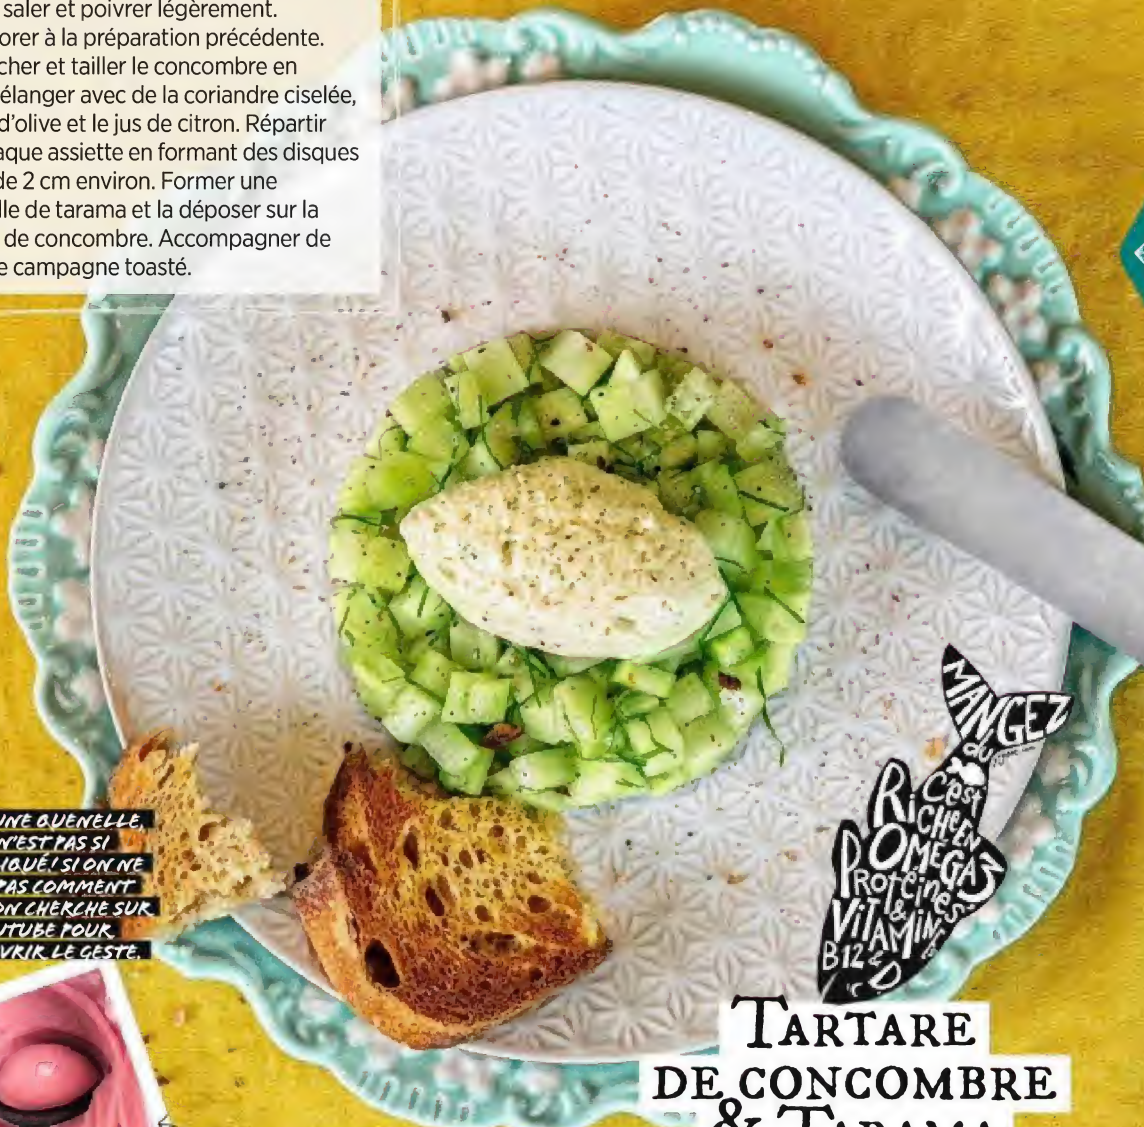 saler et poivrer légèrement.
orer à la préparation précédente.
cher et tailler le concombre en
élanger avec de la coriandre ciselée,
d'olive et le jus de citron. Répartir
aque assiette en formant des disques
de 2 cm environ. Former une
lle de tarama et la déposer sur la
de concombre. Accompagner de
e campagne toasté.
UNE QUENELLE,
N'EST PAS SI
IQUÉ! SI ON NE
PAS COMMENT
ON CHERCHE SUR
UTUBE POUR
VRIR LE GESTE.
MANGEZ
du
C'est
RICHE EN
OMÉGA 3
PROTÉINES
&
VITAMINES
B12 & D
TARTARE
DE CONCOMBRE
& TARAMA